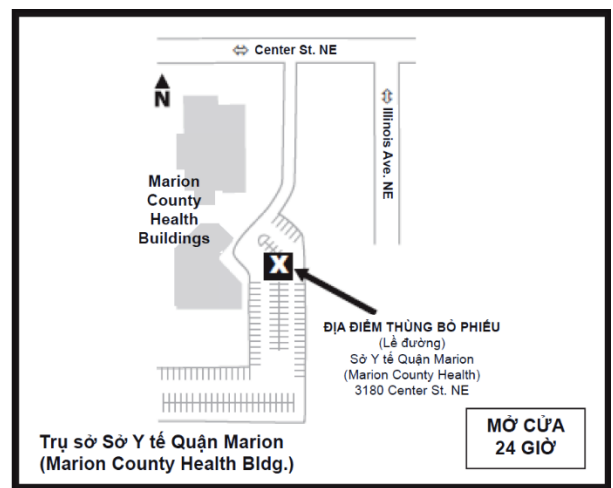 ⇔ Center St. NE
N
⇔ Illinois Ave. NE
Marion
County
Health
Buildings
X
ĐỊA ĐIỂM THÙNG BỎ PHIẾU
(Lề đường)
Sở Y tế Quận Marion
(Marion County Health)
3180 Center St. NE
Trụ sở Sở Y tế Quận Marion
(Marion County Health Bldg.)
MỞ CỬA
24 GIỜ